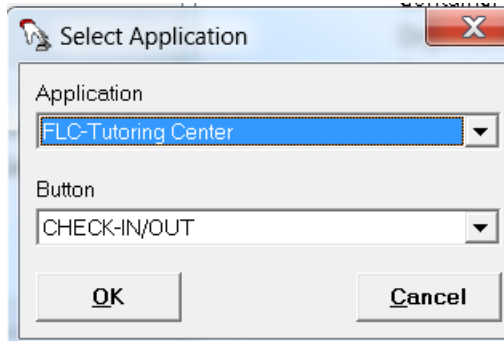 Select Application
Application
FLC-Tutoring Center
Button
CHECK-IN/OUT
OK
Cancel